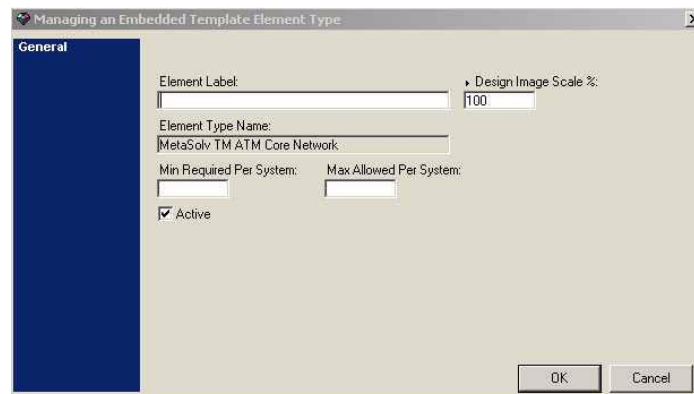 Managing an Embedded Template Element Type
General
Element Label:
Design Image Scale %:
100
Element Type Name:
MetaSolv TM ATM Core Network
Min Required Per System:
Max Allowed Per System:
Active
OK
Cancel